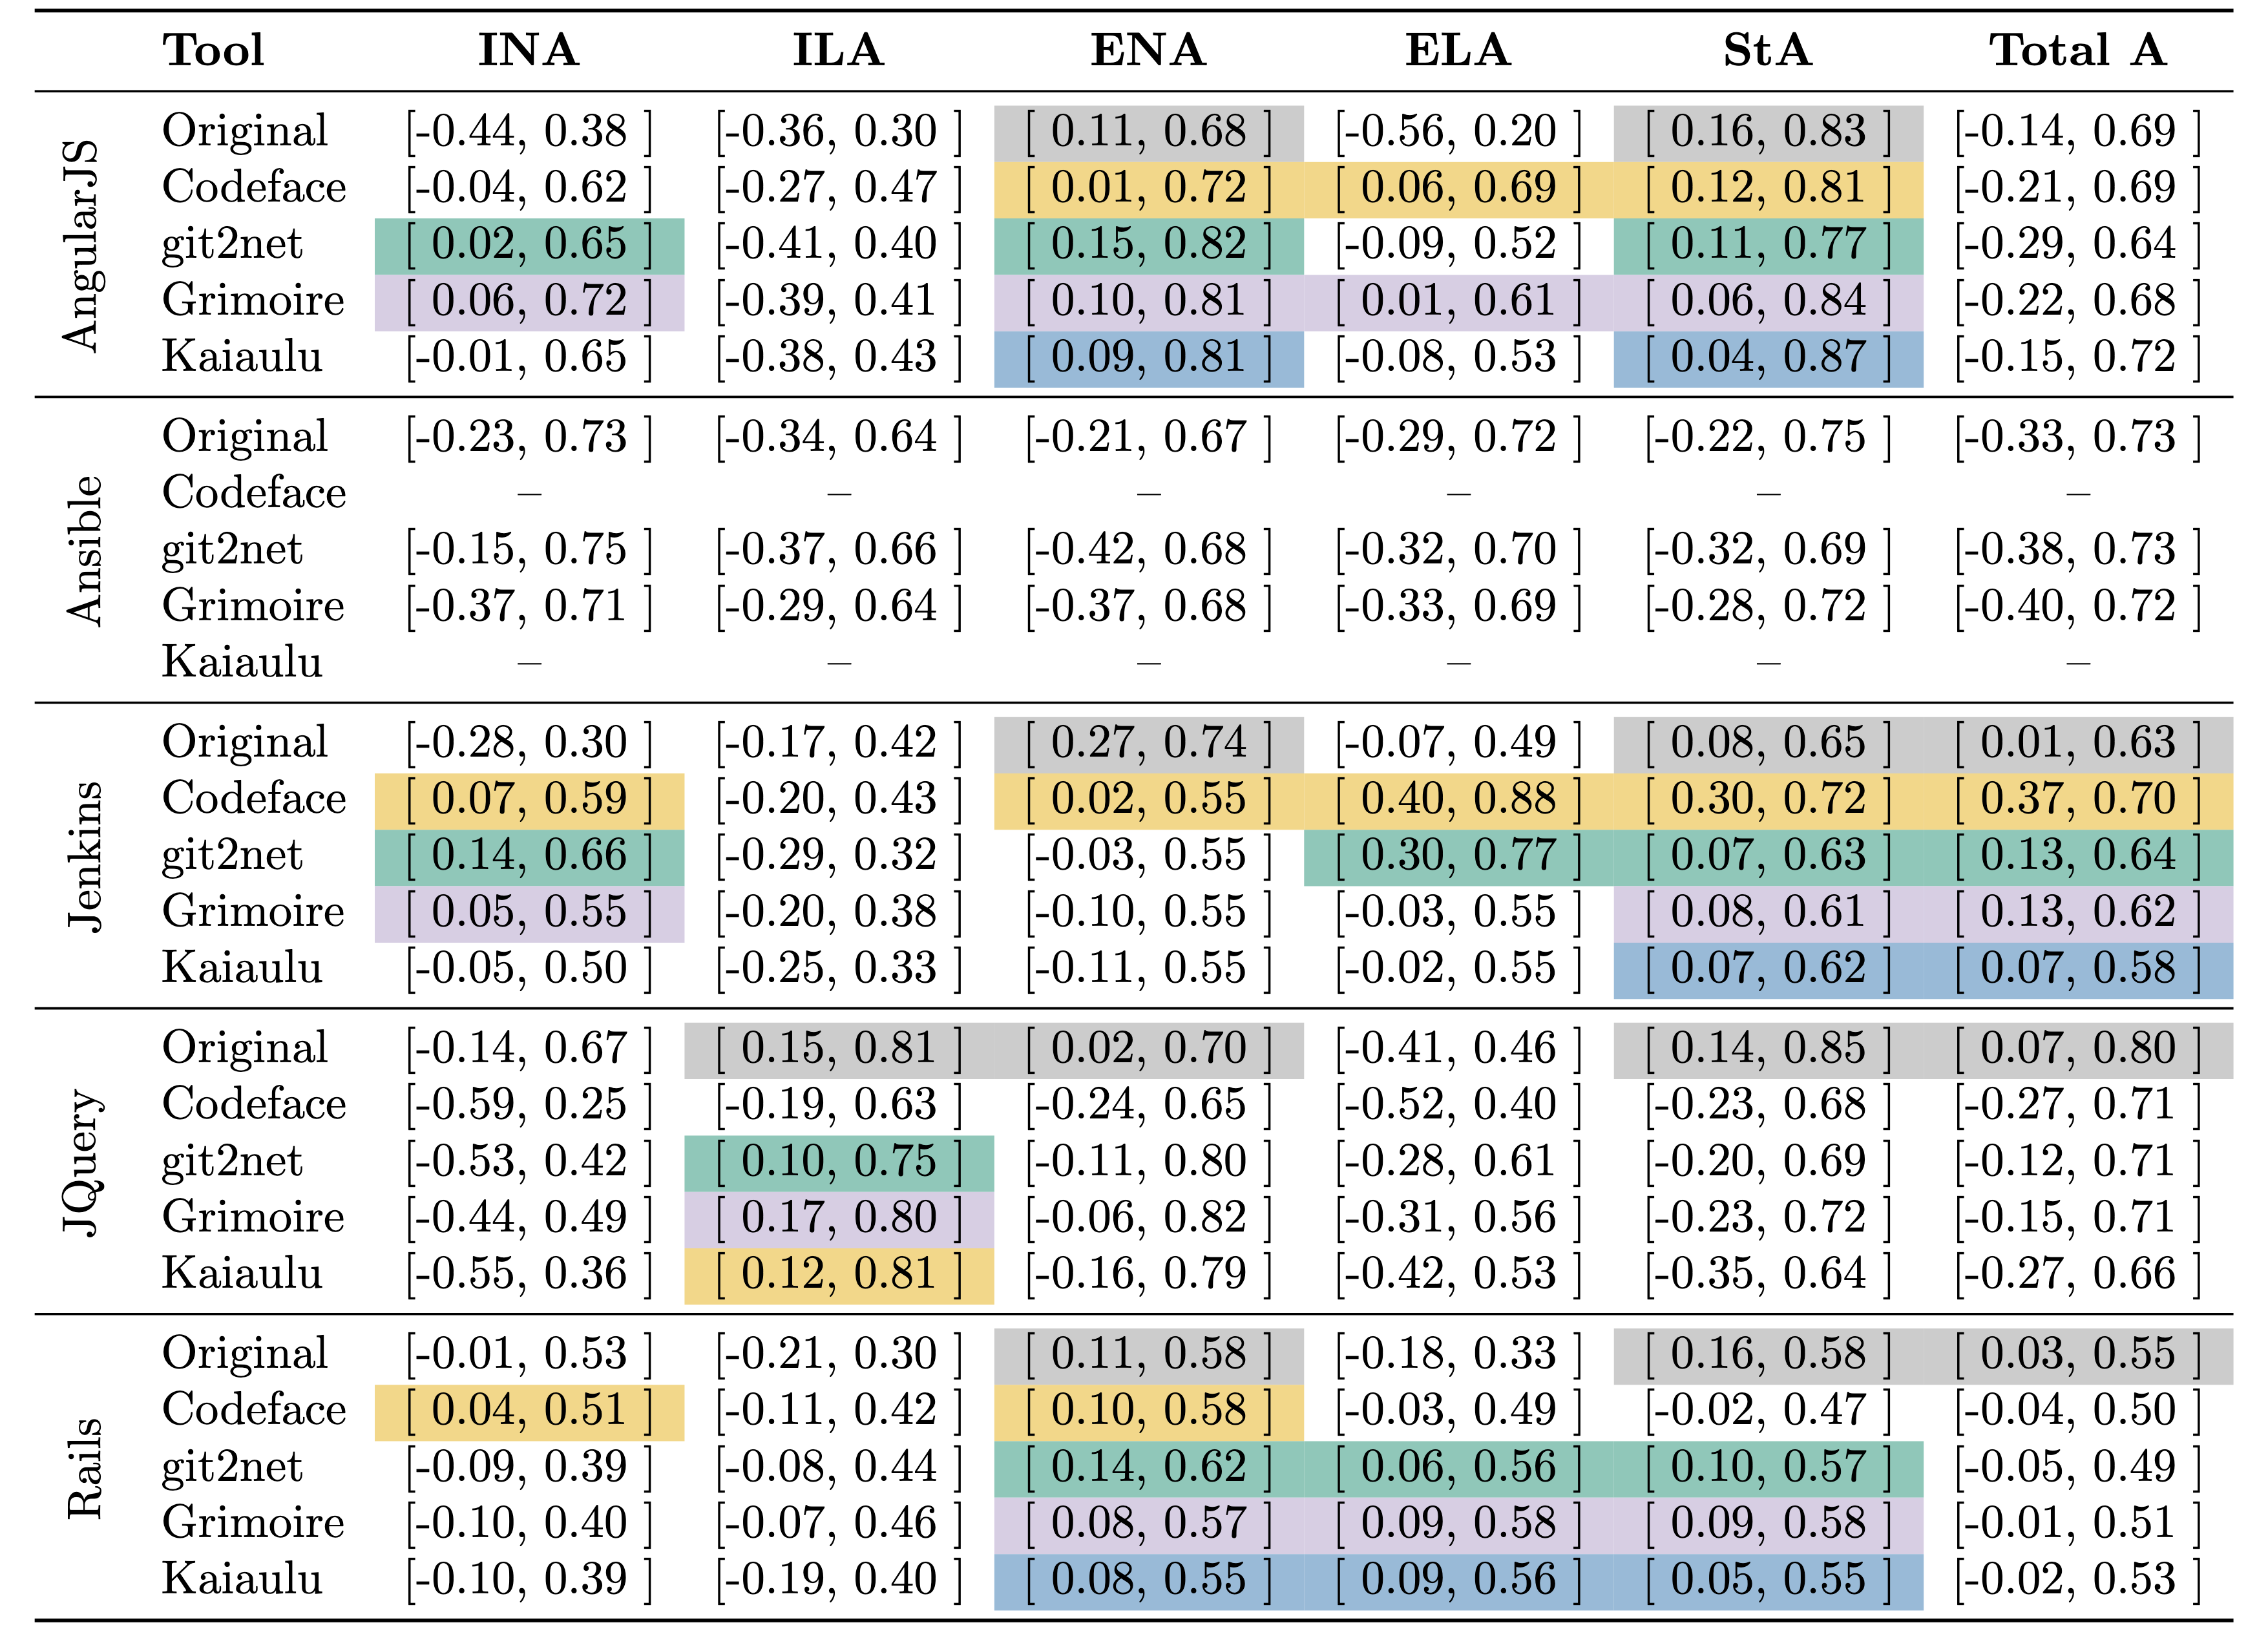 Tool INA ILA ENA ELA StA Total A
AngularJS
Original [-0.44, 0.38 ] [-0.36, 0.30 ] [ 0.11, 0.68 ] [-0.56, 0.20 ] [ 0.16, 0.83 ] [-0.14, 0.69 ]
Codeface [-0.04, 0.62 ] [-0.27, 0.47 ] [ 0.01, 0.72 ] [ 0.06, 0.69 ] [ 0.12, 0.81 ] [-0.21, 0.69 ]
git2net [ 0.02, 0.65 ] [-0.41, 0.40 ] [ 0.15, 0.82 ] [-0.09, 0.52 ] [ 0.11, 0.77 ] [-0.29, 0.64 ]
Grimoire [ 0.06, 0.72 ] [-0.39, 0.41 ] [ 0.10, 0.81 ] [ 0.01, 0.61 ] [ 0.06, 0.84 ] [-0.22, 0.68 ]
Kaiaulu [-0.01, 0.65 ] [-0.38, 0.43 ] [ 0.09, 0.81 ] [-0.08, 0.53 ] [ 0.04, 0.87 ] [-0.15, 0.72 ]
Ansible
Original [-0.23, 0.73 ] [-0.34, 0.64 ] [-0.21, 0.67 ] [-0.29, 0.72 ] [-0.22, 0.75 ] [-0.33, 0.73 ]
Codeface – – – – – –
git2net [-0.15, 0.75 ] [-0.37, 0.66 ] [-0.42, 0.68 ] [-0.32, 0.70 ] [-0.32, 0.69 ] [-0.38, 0.73 ]
Grimoire [-0.37, 0.71 ] [-0.29, 0.64 ] [-0.37, 0.68 ] [-0.33, 0.69 ] [-0.28, 0.72 ] [-0.40, 0.72 ]
Kaiaulu – – – – – –
Jenkins
Original [-0.28, 0.30 ] [-0.17, 0.42 ] [ 0.27, 0.74 ] [-0.07, 0.49 ] [ 0.08, 0.65 ] [ 0.01, 0.63 ]
Codeface [ 0.07, 0.59 ] [-0.20, 0.43 ] [ 0.02, 0.55 ] [ 0.40, 0.88 ] [ 0.30, 0.72 ] [ 0.37, 0.70 ]
git2net [ 0.14, 0.66 ] [-0.29, 0.32 ] [-0.03, 0.55 ] [ 0.30, 0.77 ] [ 0.07, 0.63 ] [ 0.13, 0.64 ]
Grimoire [ 0.05, 0.55 ] [-0.20, 0.38 ] [-0.10, 0.55 ] [-0.03, 0.55 ] [ 0.08, 0.61 ] [ 0.13, 0.62 ]
Kaiaulu [-0.05, 0.50 ] [-0.25, 0.33 ] [-0.11, 0.55 ] [-0.02, 0.55 ] [ 0.07, 0.62 ] [ 0.07, 0.58 ]
JQuery
Original [-0.14, 0.67 ] [ 0.15, 0.81 ] [ 0.02, 0.70 ] [-0.41, 0.46 ] [ 0.14, 0.85 ] [ 0.07, 0.80 ]
Codeface [-0.59, 0.25 ] [-0.19, 0.63 ] [-0.24, 0.65 ] [-0.52, 0.40 ] [-0.23, 0.68 ] [-0.27, 0.71 ]
git2net [-0.53, 0.42 ] [ 0.10, 0.75 ] [-0.11, 0.80 ] [-0.28, 0.61 ] [-0.20, 0.69 ] [-0.12, 0.71 ]
Grimoire [-0.44, 0.49 ] [ 0.17, 0.80 ] [-0.06, 0.82 ] [-0.31, 0.56 ] [-0.23, 0.72 ] [-0.15, 0.71 ]
Kaiaulu [-0.55, 0.36 ] [ 0.12, 0.81 ] [-0.16, 0.79 ] [-0.42, 0.53 ] [-0.35, 0.64 ] [-0.27, 0.66 ]
Rails
Original [-0.01, 0.53 ] [-0.21, 0.30 ] [ 0.11, 0.58 ] [-0.18, 0.33 ] [ 0.16, 0.58 ] [ 0.03, 0.55 ]
Codeface [ 0.04, 0.51 ] [-0.11, 0.42 ] [ 0.10, 0.58 ] [-0.03, 0.49 ] [-0.02, 0.47 ] [-0.04, 0.50 ]
git2net [-0.09, 0.39 ] [-0.08, 0.44 ] [ 0.14, 0.62 ] [ 0.06, 0.56 ] [ 0.10, 0.57 ] [-0.05, 0.49 ]
Grimoire [-0.10, 0.40 ] [-0.07, 0.46 ] [ 0.08, 0.57 ] [ 0.09, 0.58 ] [ 0.09, 0.58 ] [-0.01, 0.51 ]
Kaiaulu [-0.10, 0.39 ] [-0.19, 0.40 ] [ 0.08, 0.55 ] [ 0.09, 0.56 ] [ 0.05, 0.55 ] [-0.02, 0.53 ]